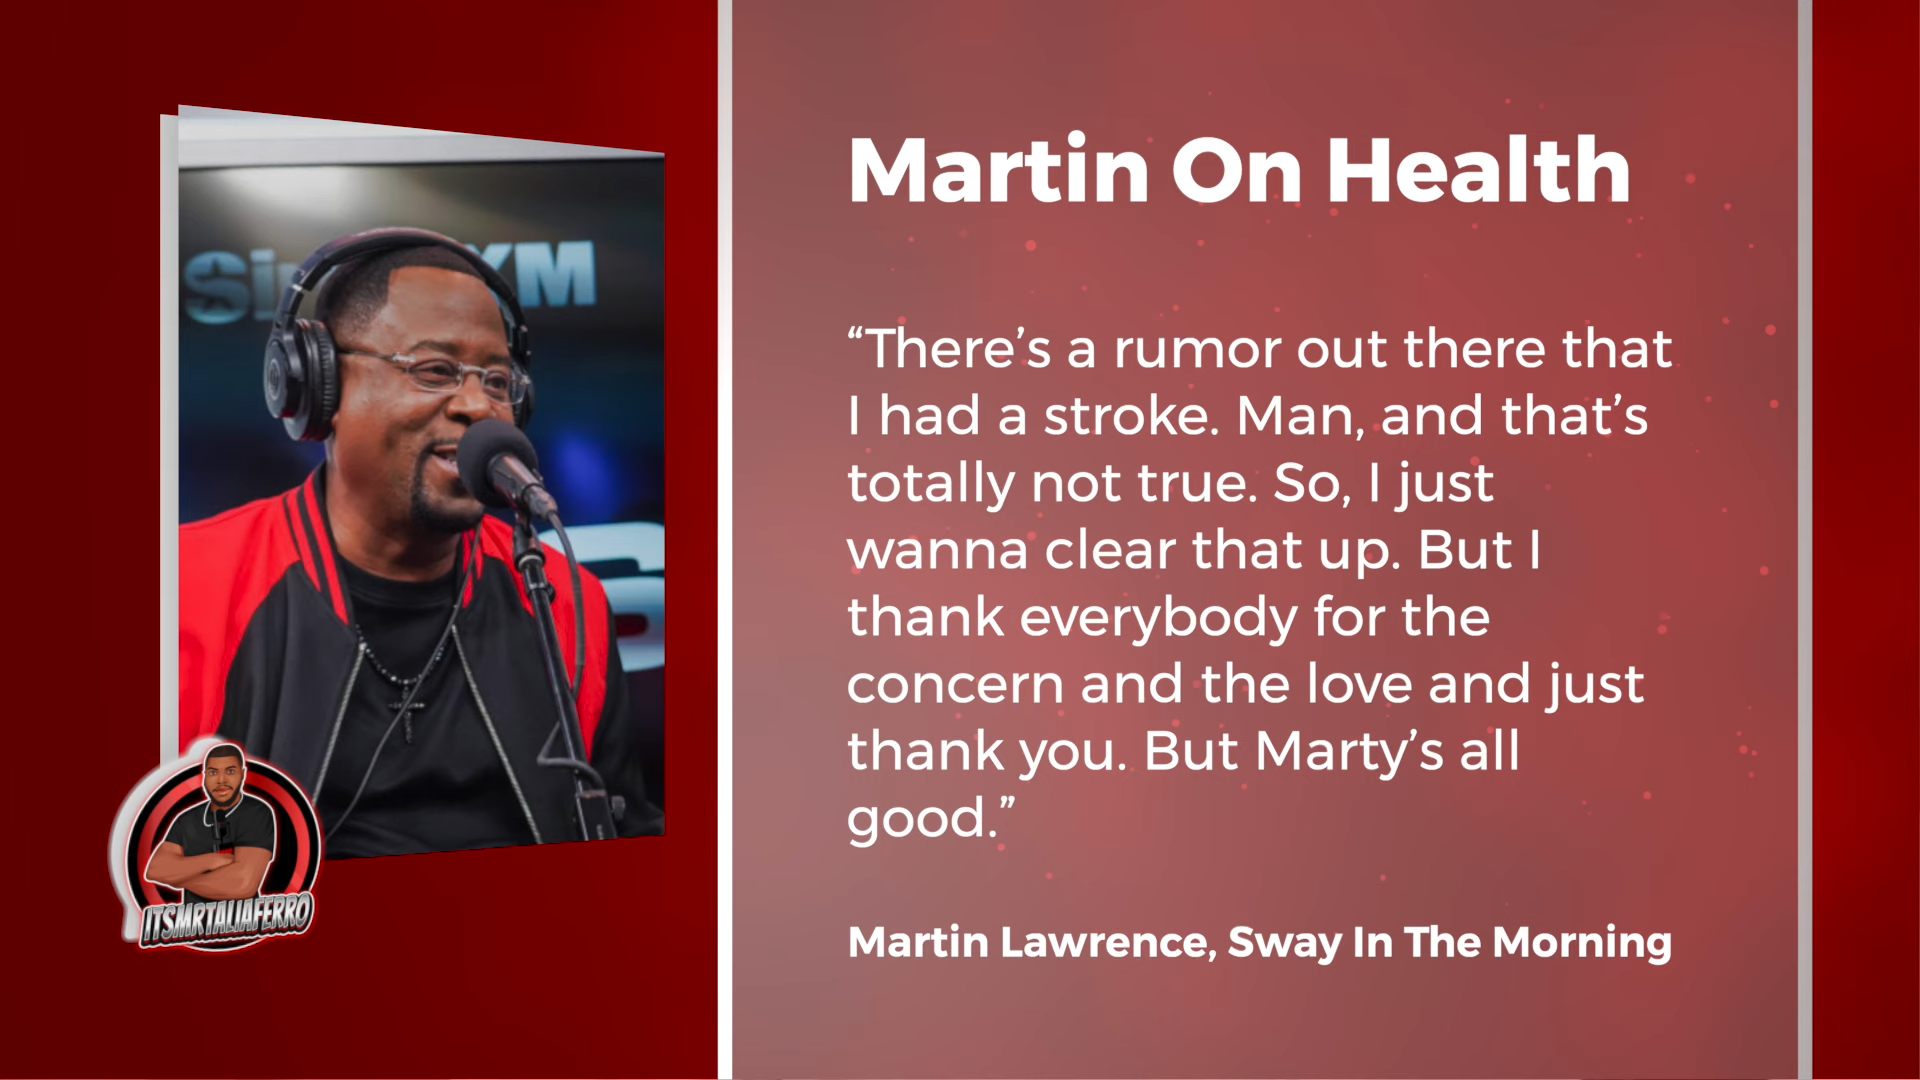 Martin On Health
“There’s a rumor out there that
I had a stroke. Man, and that’s
totally not true. So, I just
wanna clear that up. But I
thank everybody for the
concern and the love and just
thank you. But Marty’s all
good.”
Martin Lawrence, Sway In The Morning
ITSMRTALIAFERRO